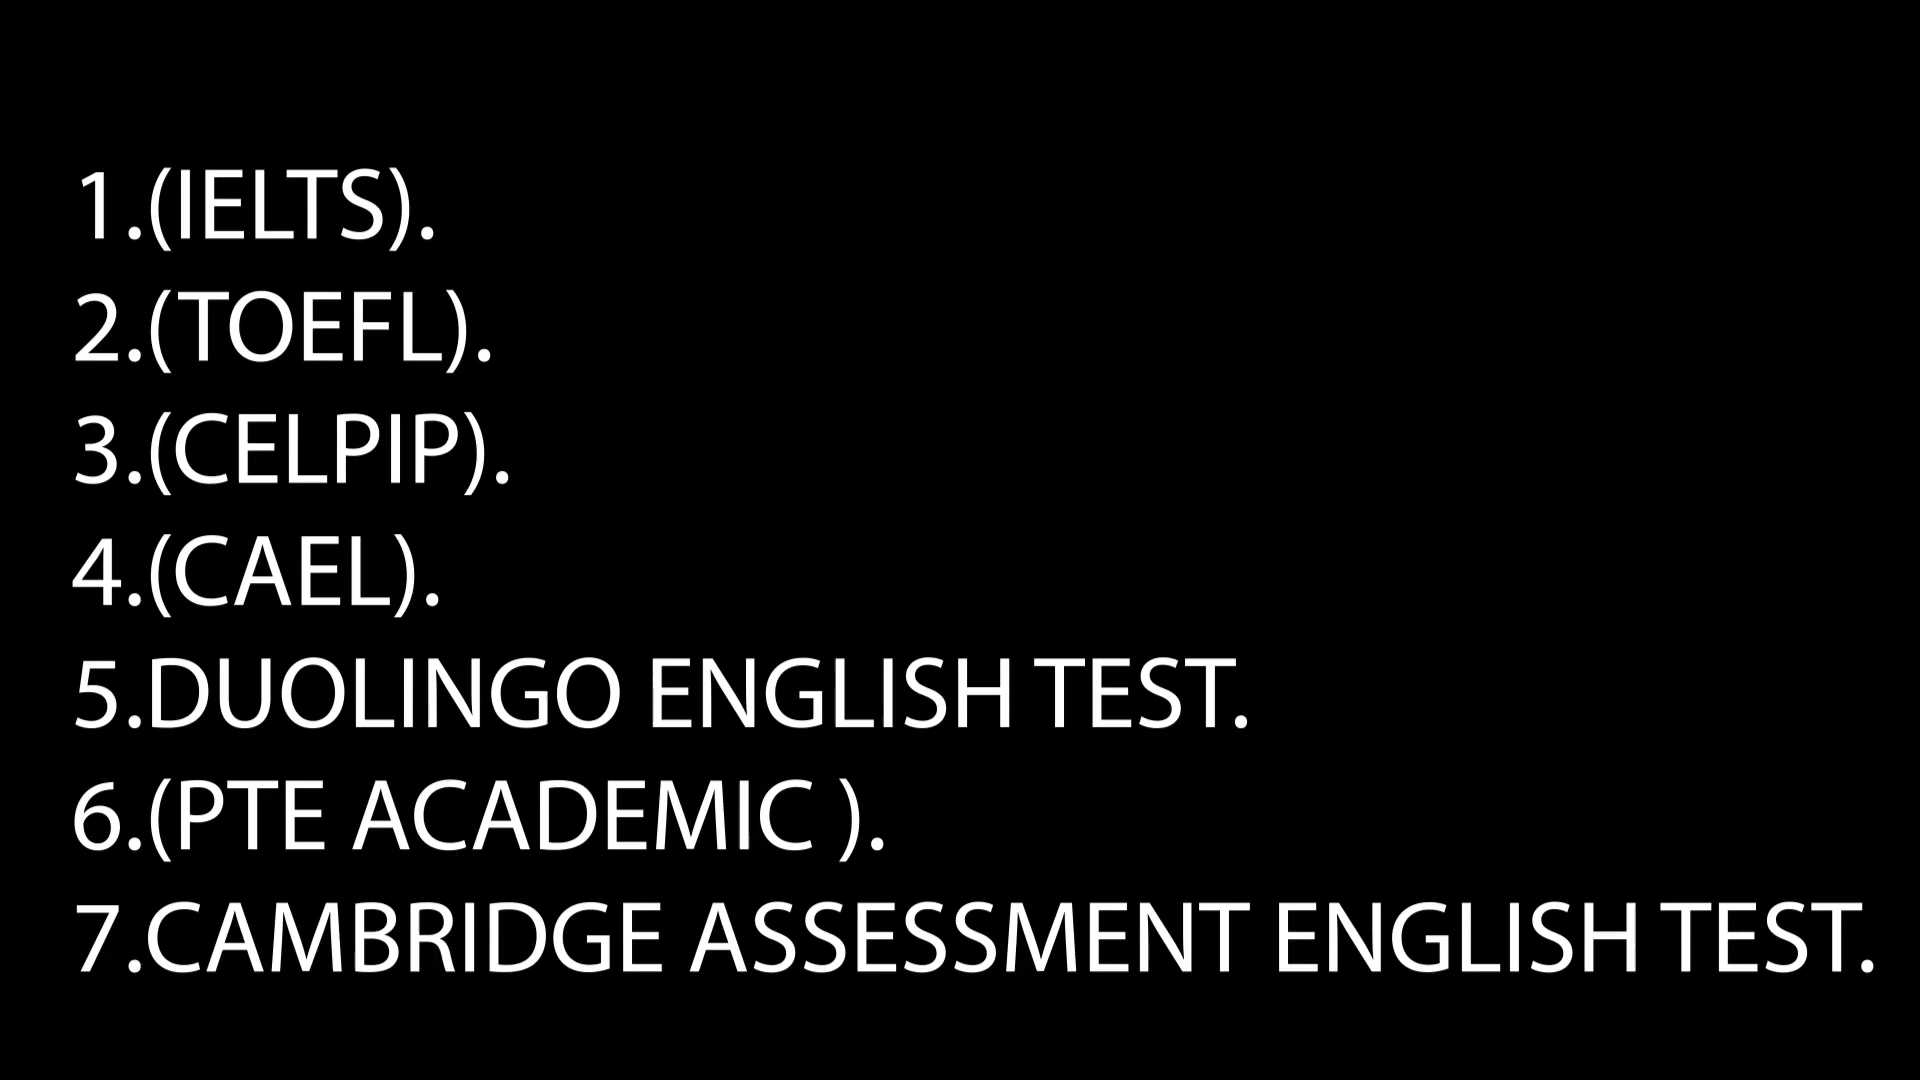 1.(IELTS).
2.(TOEFL).
3.(CELPIP).
4.(CAEL).
5.DUOLINGO ENGLISH TEST.
6.(PTE ACADEMIC ).
7.CAMBRIDGE ASSESSMENT ENGLISH TEST.